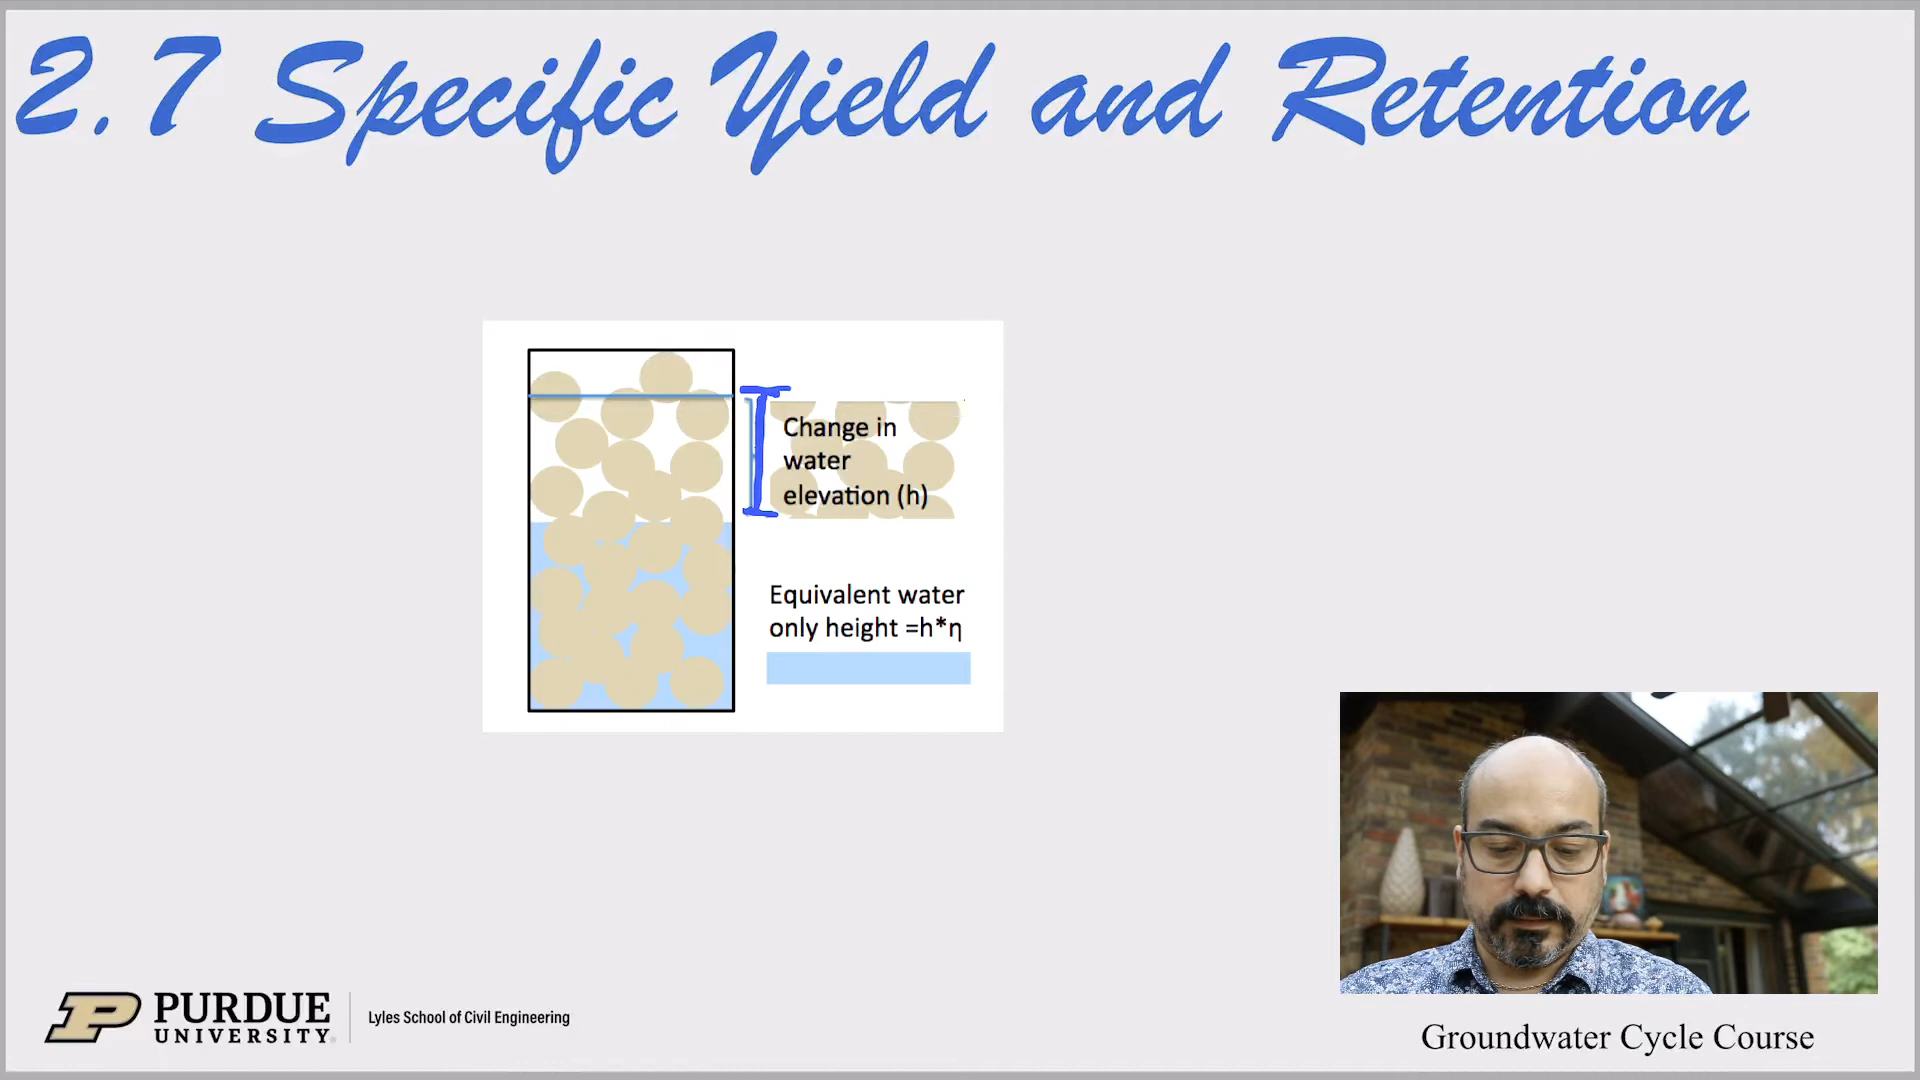 2.7 Specific Yield and Retention
Change in
water
elevation (h)
Equivalent water
only height =h*η
PURDUE
UNIVERSITY
Lyles School of Civil Engineering
Groundwater Cycle Course